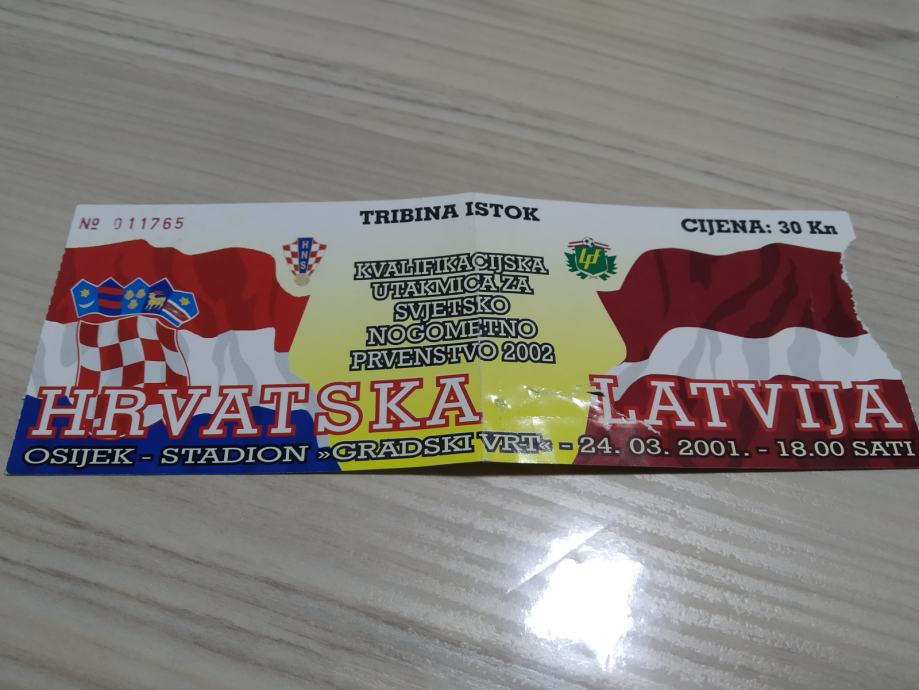 Nº 011765
TRIBINA ISTOK
CIJENA: 30 Kn
HNS
LFF
KVALIFIKACIJSKA
UTAKMICA ZA
SVJETSKO
NOGOMETNO
PRVENSTVO 2002
HRVATSKA
LATVIJA
OSIJEK - STADION »GRADSKI VRT« - 24. 03. 2001. - 18.00 SATI